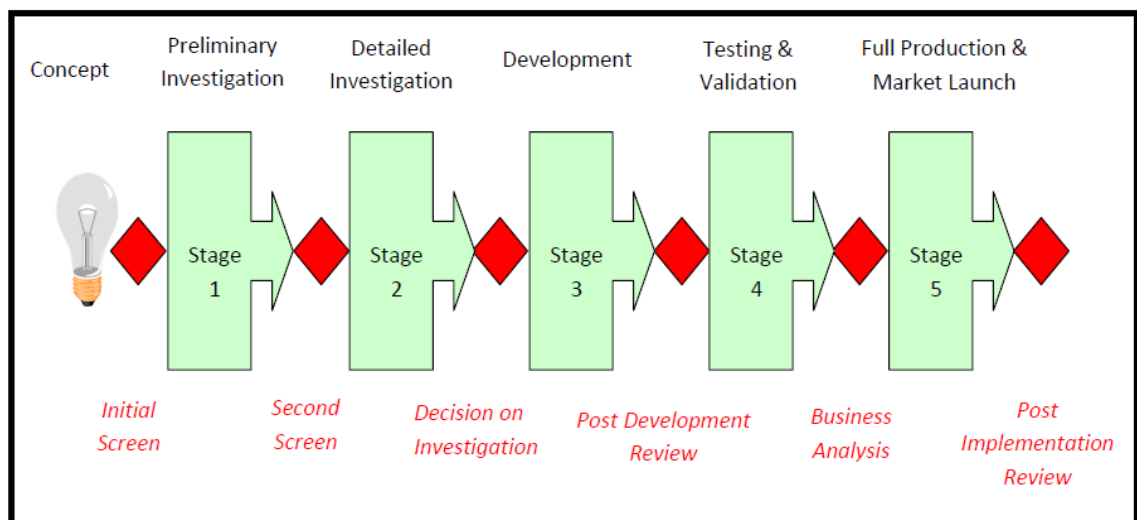 Concept
Preliminary
Investigation
Detailed
Investigation
Development
Testing &
Validation
Full Production &
Market Launch
Stage
1
Stage
2
Stage
3
Stage
4
Stage
5
Initial
Screen
Second
Screen
Decision on
Investigation
Post Development
Review
Business
Analysis
Post
Implementation
Review